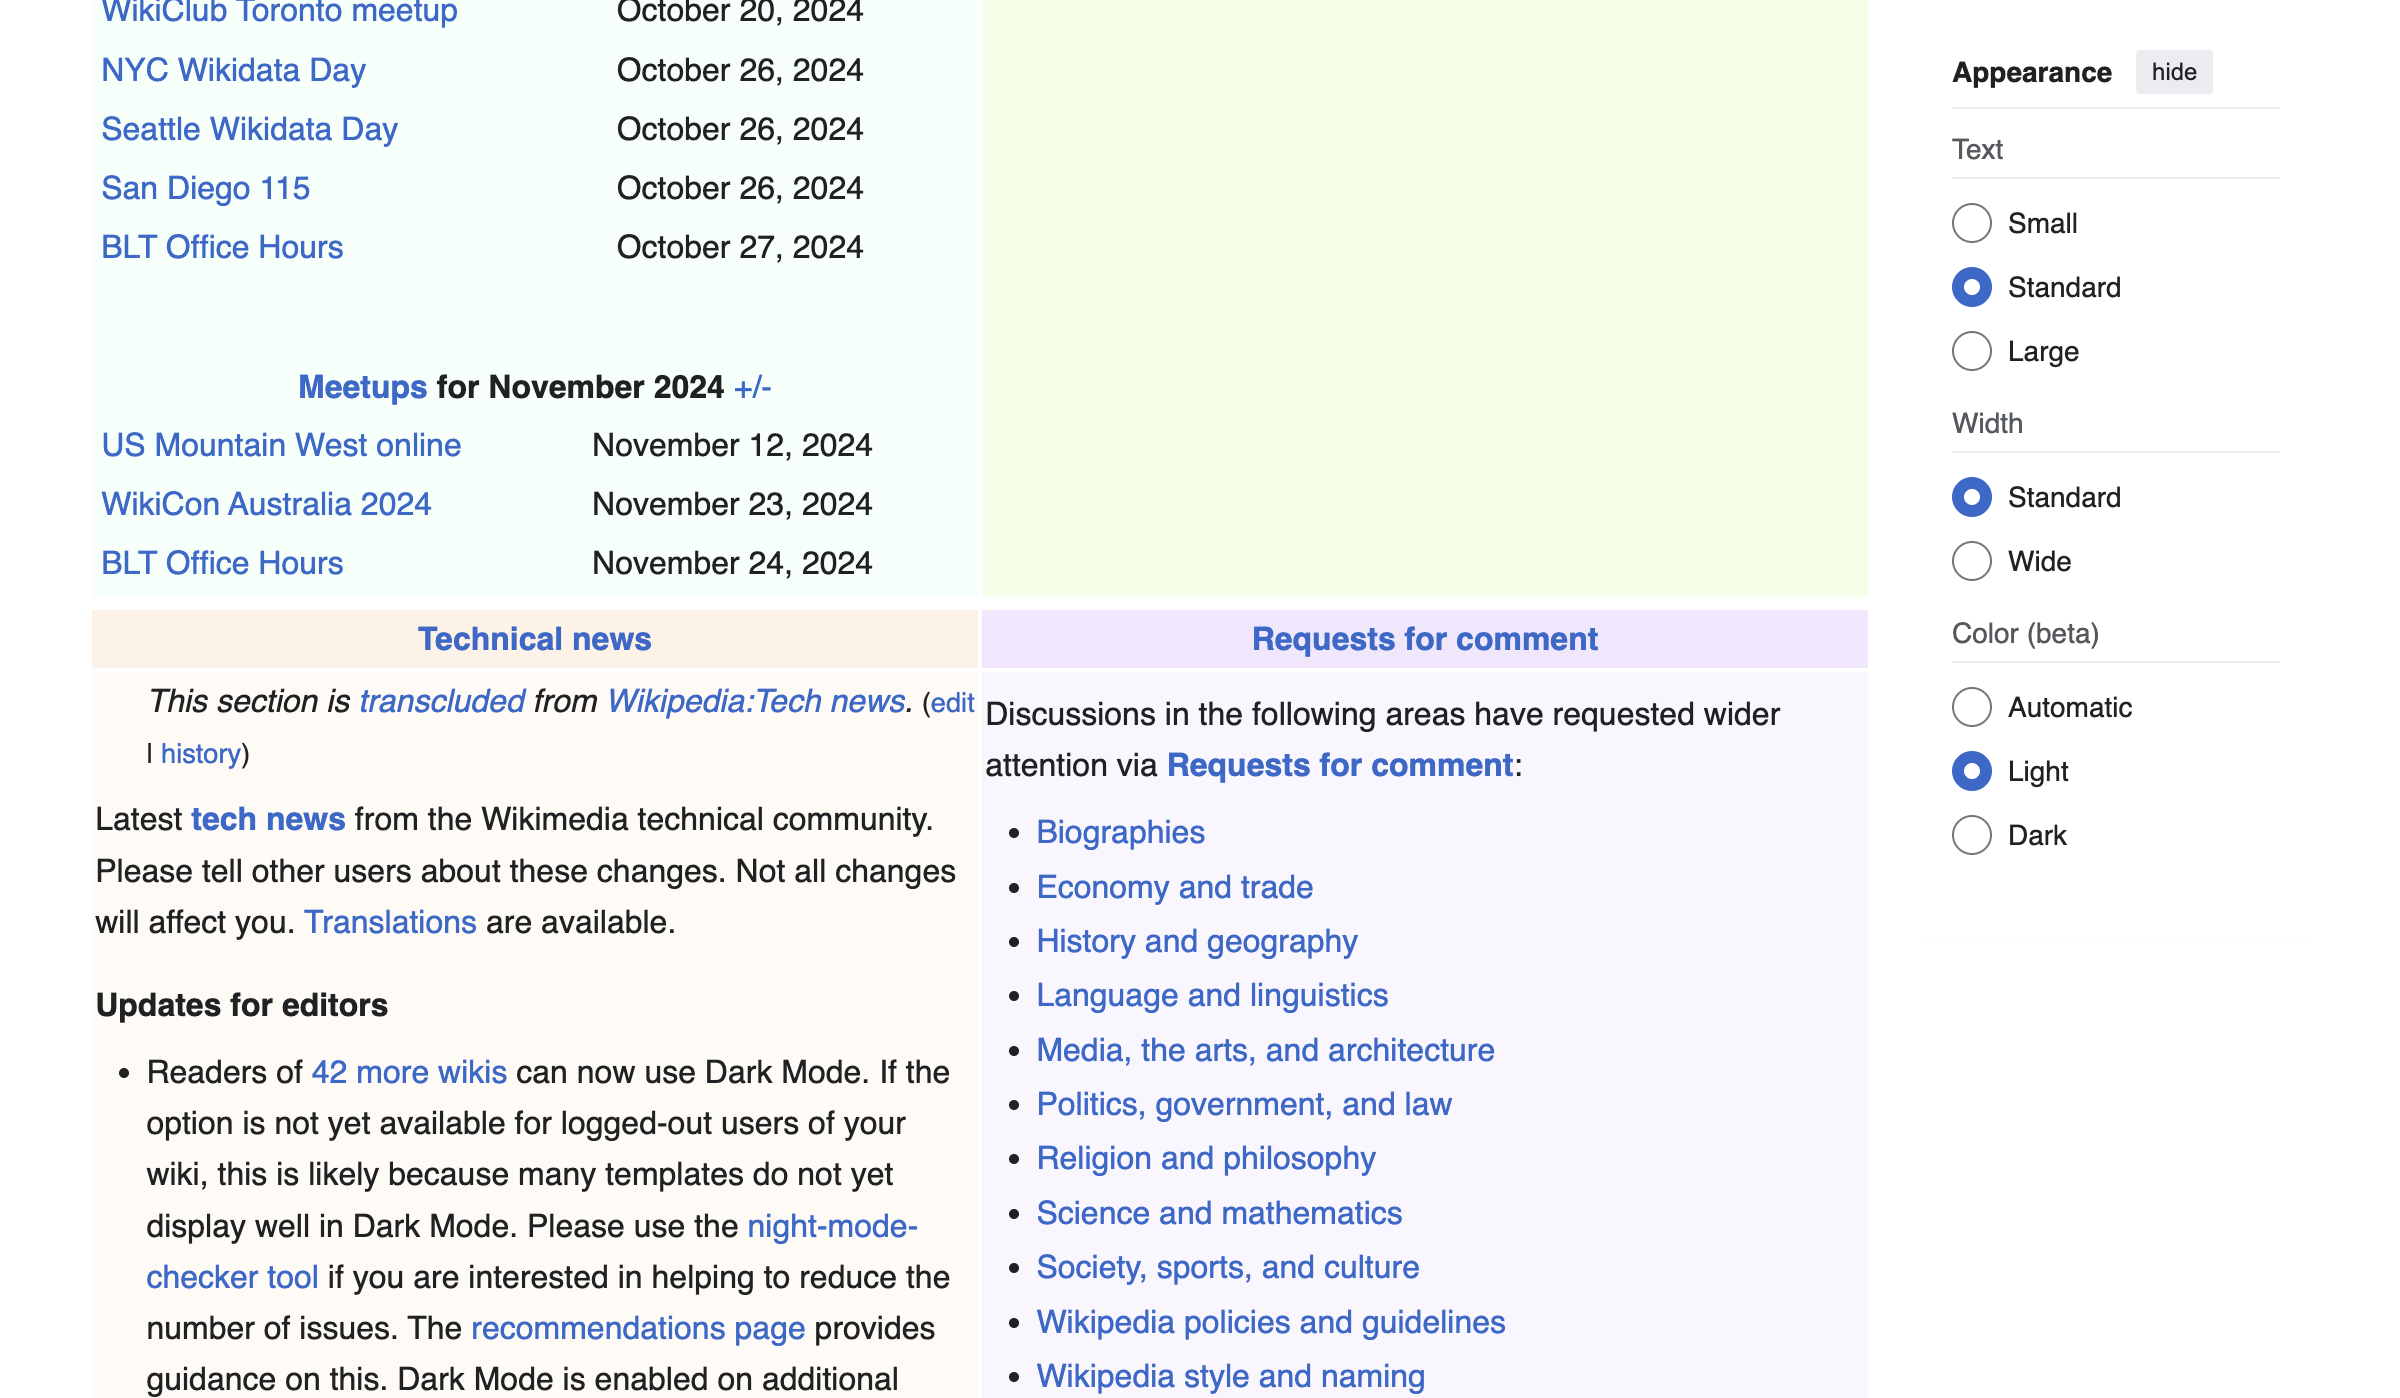 WikiClub Toronto meetup October 20, 2024
NYC Wikidata Day October 26, 2024
Seattle Wikidata Day October 26, 2024
San Diego 115 October 26, 2024
BLT Office Hours October 27, 2024
Meetups for November 2024 +/-
US Mountain West online November 12, 2024
WikiCon Australia 2024 November 23, 2024
BLT Office Hours November 24, 2024
Technical news
This section is transcluded from Wikipedia:Tech news. (edit
| history)
Latest tech news from the Wikimedia technical community.
Please tell other users about these changes. Not all changes
will affect you. Translations are available.
Updates for editors
• Readers of 42 more wikis can now use Dark Mode. If the
option is not yet available for logged-out users of your
wiki, this is likely because many templates do not yet
display well in Dark Mode. Please use the night-mode-
checker tool if you are interested in helping to reduce the
number of issues. The recommendations page provides
guidance on this. Dark Mode is enabled on additional
Requests for comment
Discussions in the following areas have requested wider
attention via Requests for comment:
• Biographies
• Economy and trade
• History and geography
• Language and linguistics
• Media, the arts, and architecture
• Politics, government, and law
• Religion and philosophy
• Science and mathematics
• Society, sports, and culture
• Wikipedia policies and guidelines
• Wikipedia style and naming
Appearance hide
Text
Small
Standard
Large
Width
Standard
Wide
Color (beta)
Automatic
Light
Dark